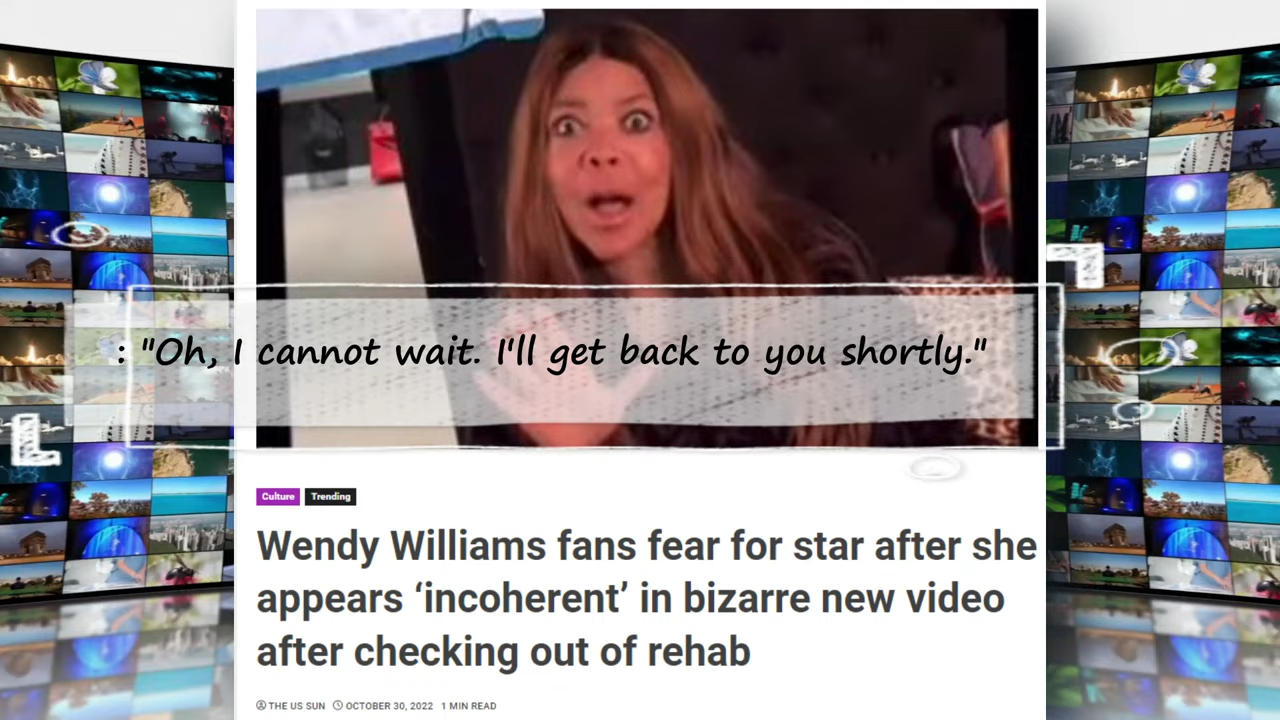 : "Oh, I cannot wait. I'll get back to you shortly."
Culture Trending
Wendy Williams fans fear for star after she
appears ‘incoherent’ in bizarre new video
after checking out of rehab
THE US SUN OCTOBER 30, 2022 1 MIN READ